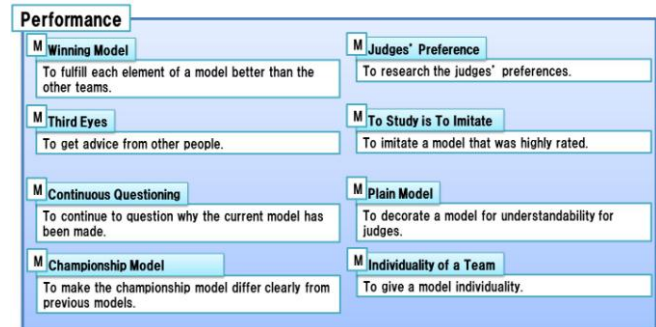 Performance
M Winning Model
To fulfill each element of a model better than the
other teams.
M Third Eyes
To get advice from other people.
M Continuous Questioning
To continue to question why the current model has
been made.
M Championship Model
To make the championship model differ clearly from
previous models.
M Judges' Preference
To research the judges' preferences.
M To Study is To Imitate
To imitate a model that was highly rated.
M Plain Model
To decorate a model for understandability for
judges.
M Individuality of a Team
To give a model individuality.